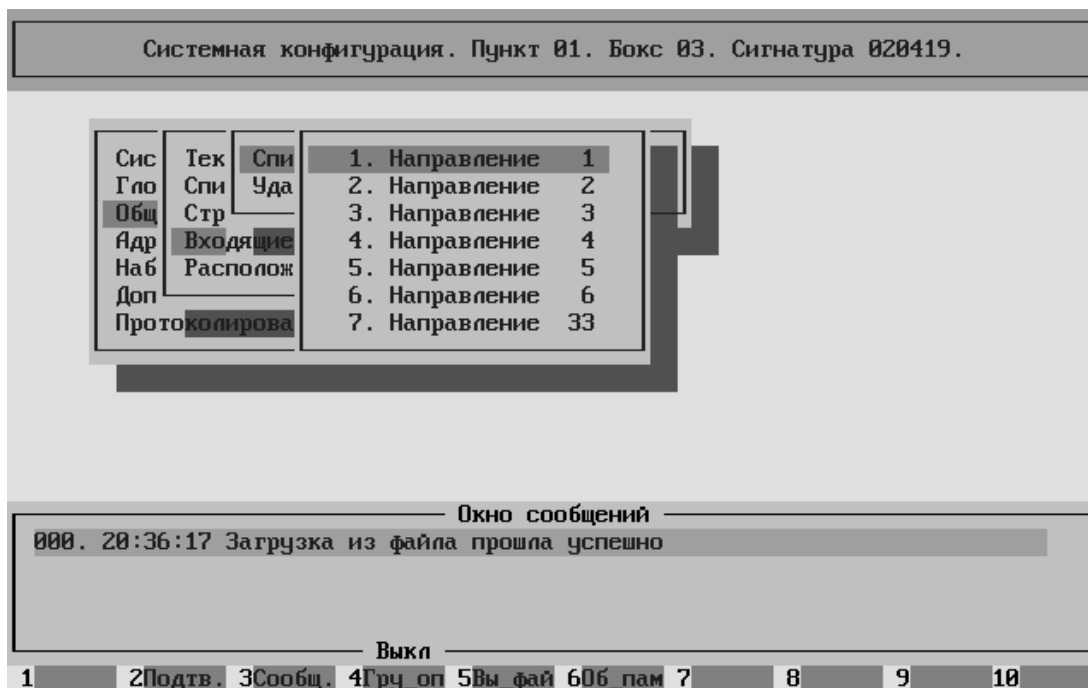 Системная конфигурация. Пункт 01. Бокс 03. Сигнатура 020419.
Сис Тек Спи 1. Направление 1
Гло Спи Уда 2. Направление 2
Общ Стр 3. Направление 3
Адр Входящие 4. Направление 4
Наб Располож 5. Направление 5
Доп 6. Направление 6
Протоколирова 7. Направление 33
Окно сообщений
000. 20:36:17 Загрузка из файла прошла успешно
Выкл
1 2Подтв. 3Сообщ. 4Гру_оп 5Вы_фай 6Об_пам 7 8 9 10